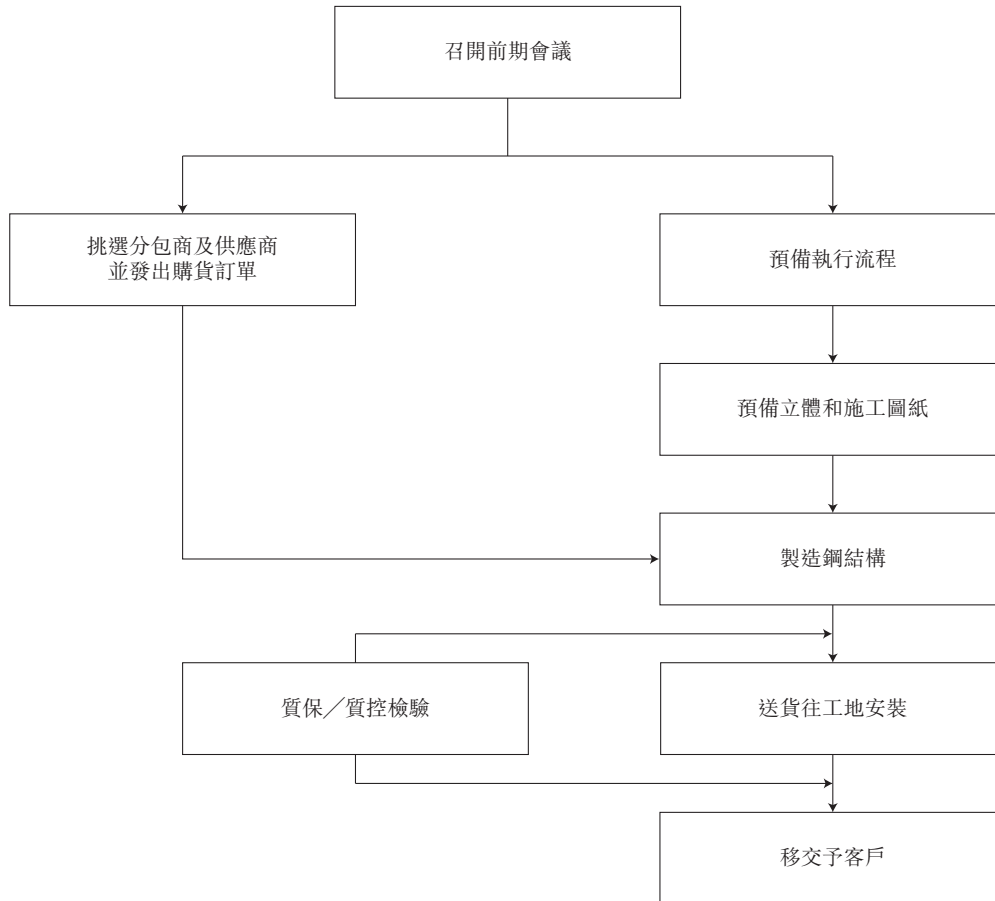 召開前期會議
挑選分包商及供應商
並發出購貨訂單
預備執行流程
預備立體和施工圖紙
製造鋼結構
質保╱質控檢驗
送貨往工地安裝
移交予客戶